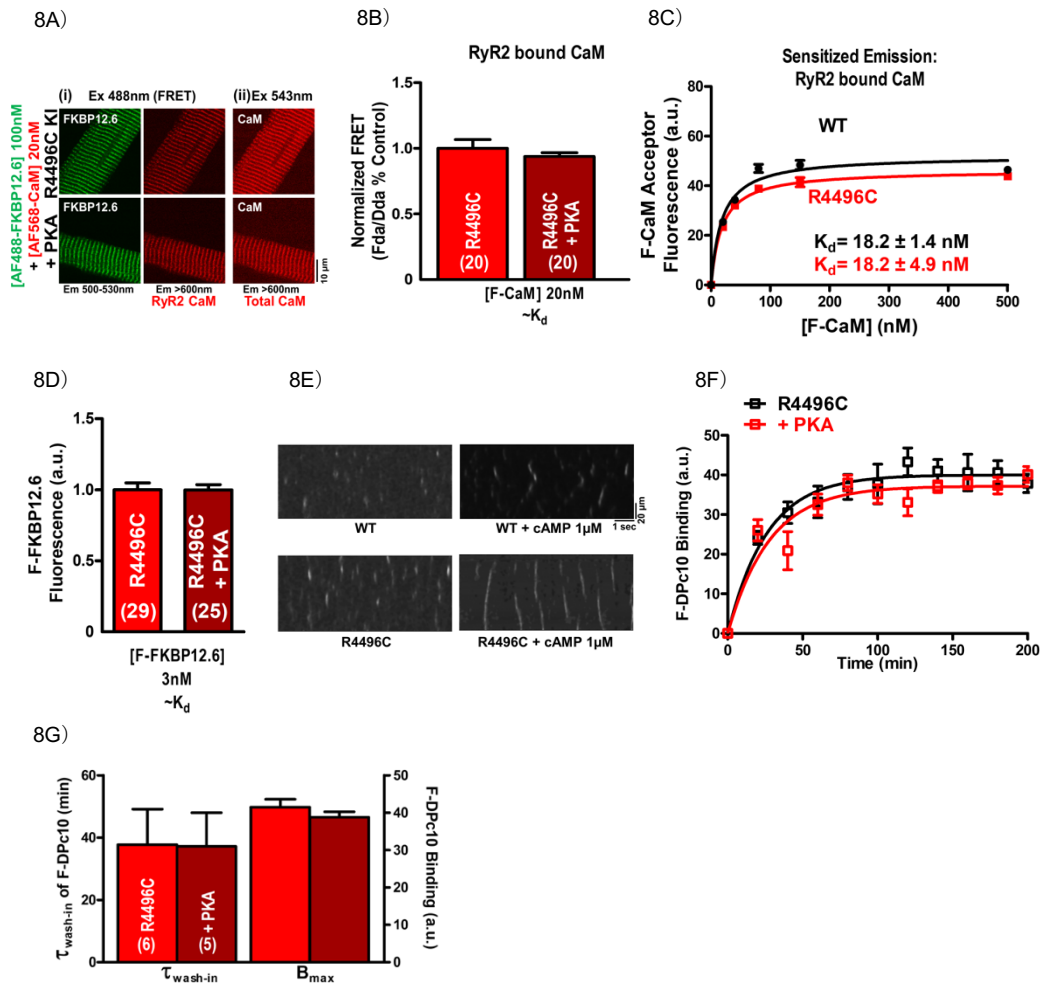 8A)
(i) Ex 488nm (FRET)
(ii) Ex 543nm
[AF488-FKBP12.6] 100nM
+ [AF568-CaM] 20nM
R4496C KI
+ PKA
FKBP12.6
CaM
FKBP12.6
CaM
10 µm
Em 500-530nm
Em >600nm
Em >600nm
RyR2 CaM
Total CaM
8B)
RyR2 bound CaM
Normalized FRET
(Fda/Dda % Control)
1.5
1.0
0.5
0
R4496C
(20)
R4496C
+ PKA
(20)
[F-CaM] 20nM
~Kd
8C)
Sensitized Emission:
RyR2 bound CaM
F-CaM Acceptor
Fluorescence (a.u.)
80
60
40
20
0
WT
R4496C
Kd= 18.2 ± 1.4 nM
Kd= 18.2 ± 4.9 nM
0 100 200 300 400 500
[F-CaM] (nM)
8D)
F-FKBP12.6
Fluorescence (a.u.)
1.5
1.0
0.5
0
R4496C
(29)
R4496C
+ PKA
(25)
[F-FKBP12.6]
3nM
~Kd
8E)
WT
WT + cAMP 1µM
1 sec
20 µm
R4496C
R4496C + cAMP 1µM
8F)
R4496C
+ PKA
F-DPc10 Binding (a.u.)
50
40
30
20
10
0
0 50 100 150 200
Time (min)
8G)
τwash-in of F-DPc10 (min)
60
40
20
0
(6) R4496C
(5) + PKA
τwash-in
Bmax
50
40
30
20
10
0
F-DPc10 Binding (a.u.)